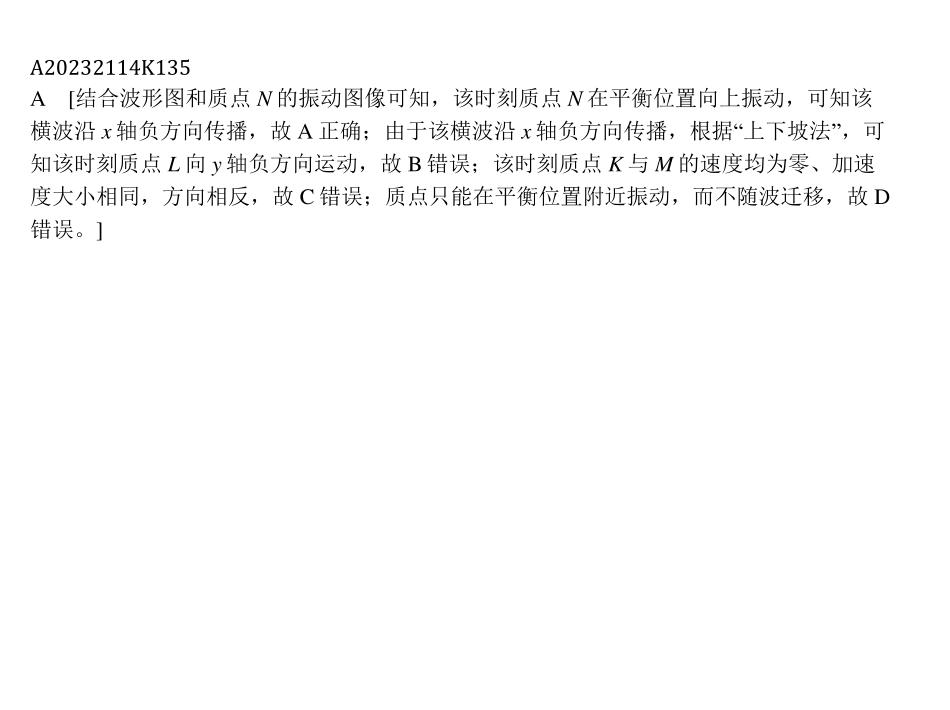 A20232114K135
A [结合波形图和质点 N 的振动图像可知，该时刻质点 N 在平衡位置向上振动，可知该
横波沿 x 轴负方向传播，故 A 正确；由于该横波沿 x 轴负方向传播，根据“上下坡法”，可
知该时刻质点 L 向 y 轴负方向运动，故 B 错误；该时刻质点 K 与 M 的速度均为零、加速
度大小相同，方向相反，故 C 错误；质点只能在平衡位置附近振动，而不随波迁移，故 D
错误。]